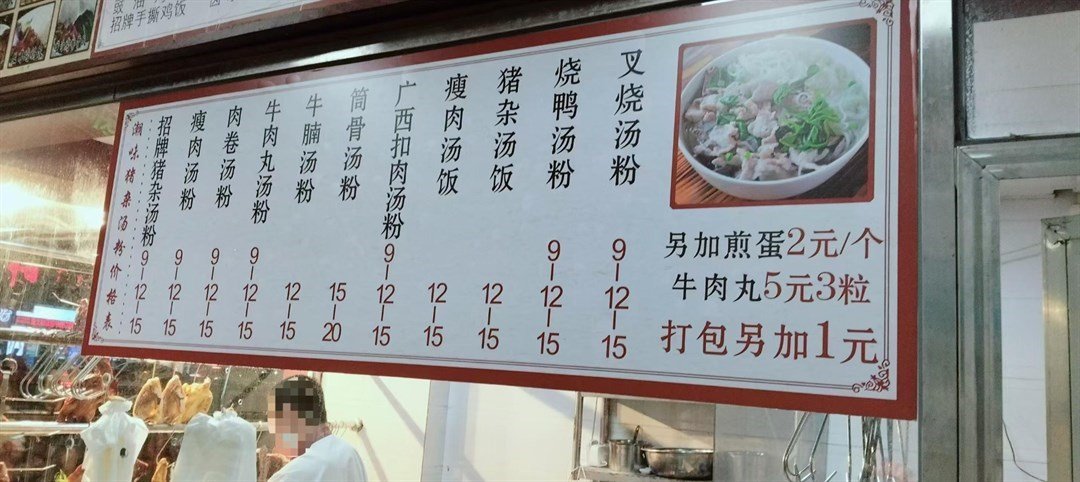 招牌手撕鸡饭
潮味猪杂汤粉价格表
招牌猪杂汤粉 9-12-15
瘦肉汤粉 9-12-15
肉卷汤粉 9-12-15
牛肉丸汤粉 9-12-15
牛腩汤粉 12-15
筒骨汤粉 15-20
广西扣肉汤粉 9-12-15
瘦肉汤饭 12-15
猪杂汤饭 12-15
烧鸭汤粉 9-12-15
叉烧汤粉 9-12-15
另加煎蛋2元/个
牛肉丸5元3粒
打包另加1元